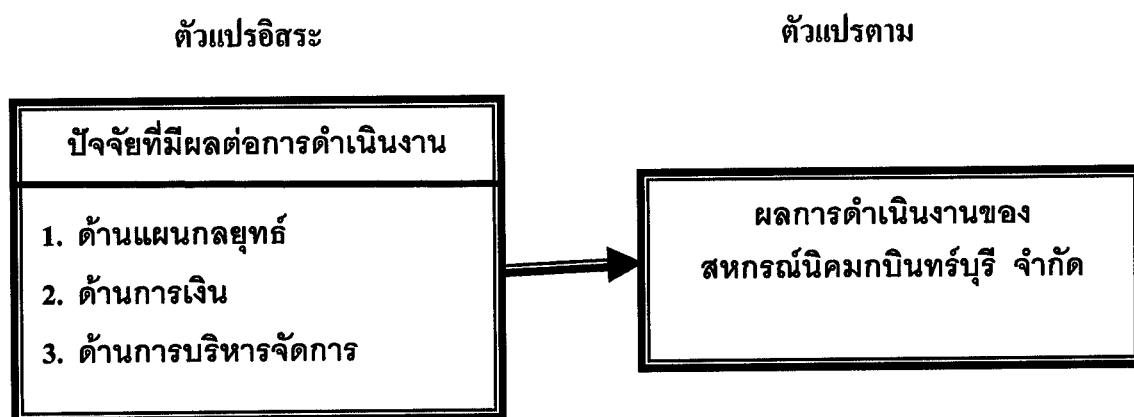 ตัวแปรอิสระ
ตัวแปรตาม
ปัจจัยที่มีผลต่อการดำเนินงาน
1. ด้านแผนกลยุทธ์
2. ด้านการเงิน
3. ด้านการบริหารจัดการ
ผลการดำเนินงานของ
สหกรณ์นิคมกบินทร์บุรี จำกัด